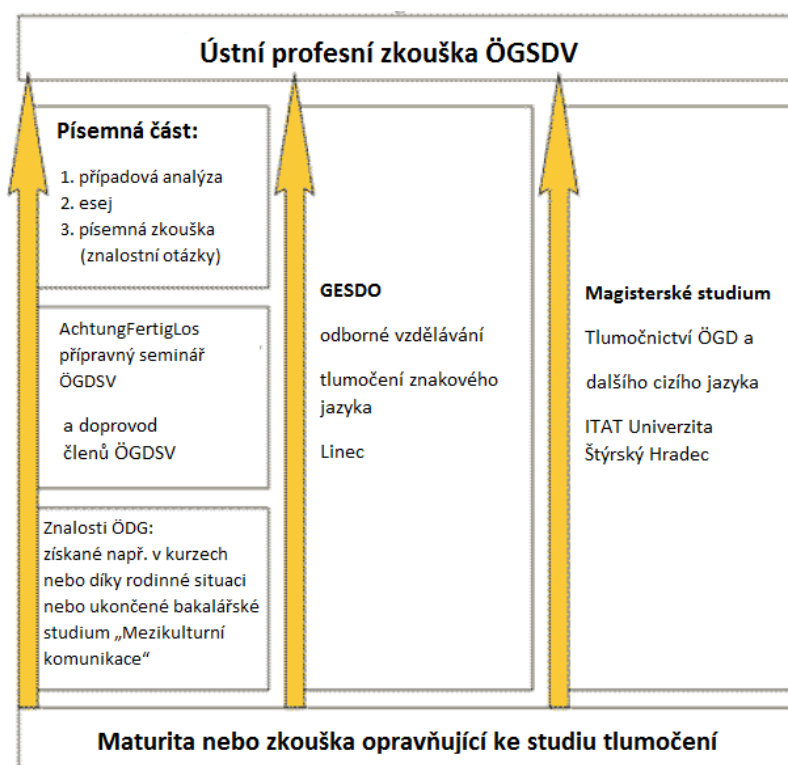 Ústní profesní zkouška ÖGSDV
Písemná část:
1. případová analýza
2. esej
3. písemná zkouška
(znalostní otázky)
AchtungFertigLos
přípravný seminář
ÖGDSV
a doprovod
členů ÖGDSV
Znalosti ÖDG:
získané např. v kurzech
nebo díky rodinné situaci
nebo ukončené bakalářské
studium „Mezikulturní
komunikace“
GESDO
odborné vzdělávání
tlumočení znakového
jazyka
Linec
Magisterské studium
Tlumočnictví ÖGD a
dalšího cizího jazyka
ITAT Univerzita
Štýrský Hradec
Maturita nebo zkouška opravňující ke studiu tlumočení